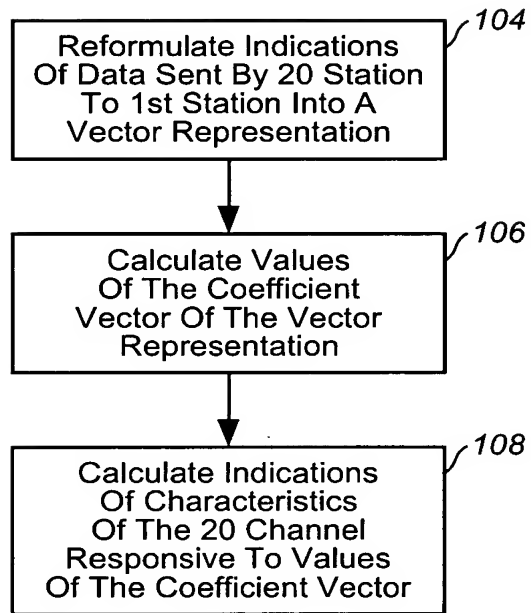 104
Reformulate Indications
Of Data Sent By 20 Station
To 1st Station Into A
Vector Representation
106
Calculate Values
Of The Coefficient
Vector Of The Vector
Representation
108
Calculate Indications
Of Characteristics
Of The 20 Channel
Responsive To Values
Of The Coefficient Vector